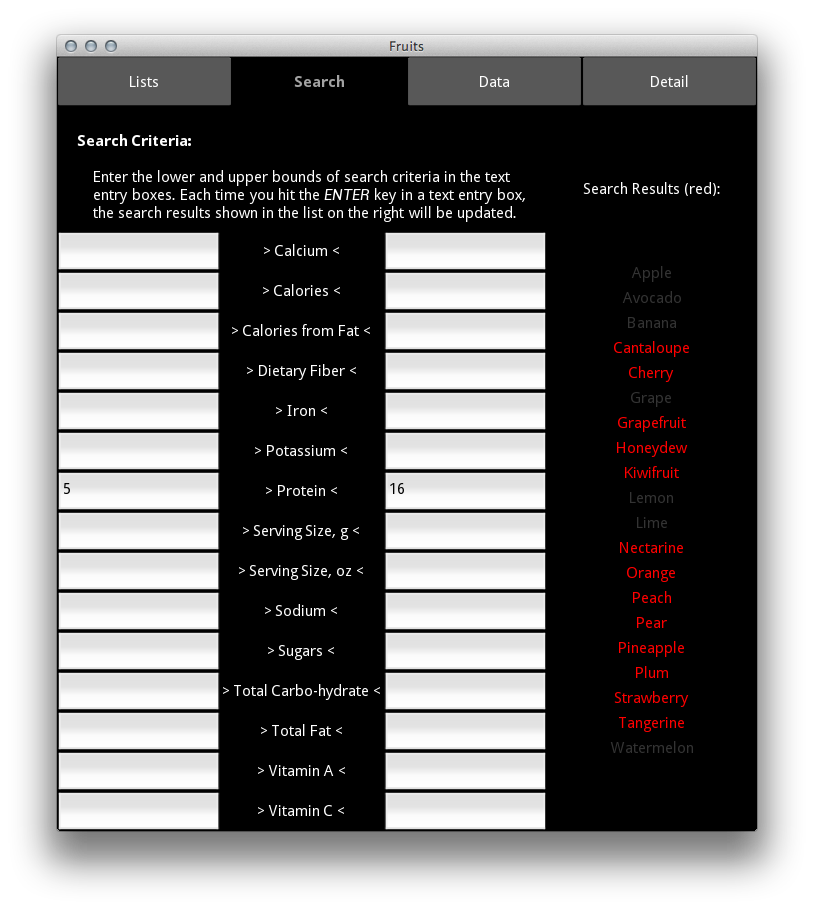 Fruits
Lists
Search
Data
Detail
Search Criteria:
Enter the lower and upper bounds of search criteria in the text
entry boxes. Each time you hit the ENTER key in a text entry box,
the search results shown in the list on the right will be updated.
Search Results (red):
> Calcium <
> Calories <
> Calories from Fat <
> Dietary Fiber <
> Iron <
> Potassium <
5 > Protein < 16
> Serving Size, g <
> Serving Size, oz <
> Sodium <
> Sugars <
> Total Carbo-hydrate <
> Total Fat <
> Vitamin A <
> Vitamin C <
Apple
Avocado
Banana
Cantaloupe
Cherry
Grape
Grapefruit
Honeydew
Kiwifruit
Lemon
Lime
Nectarine
Orange
Peach
Pear
Pineapple
Plum
Strawberry
Tangerine
Watermelon